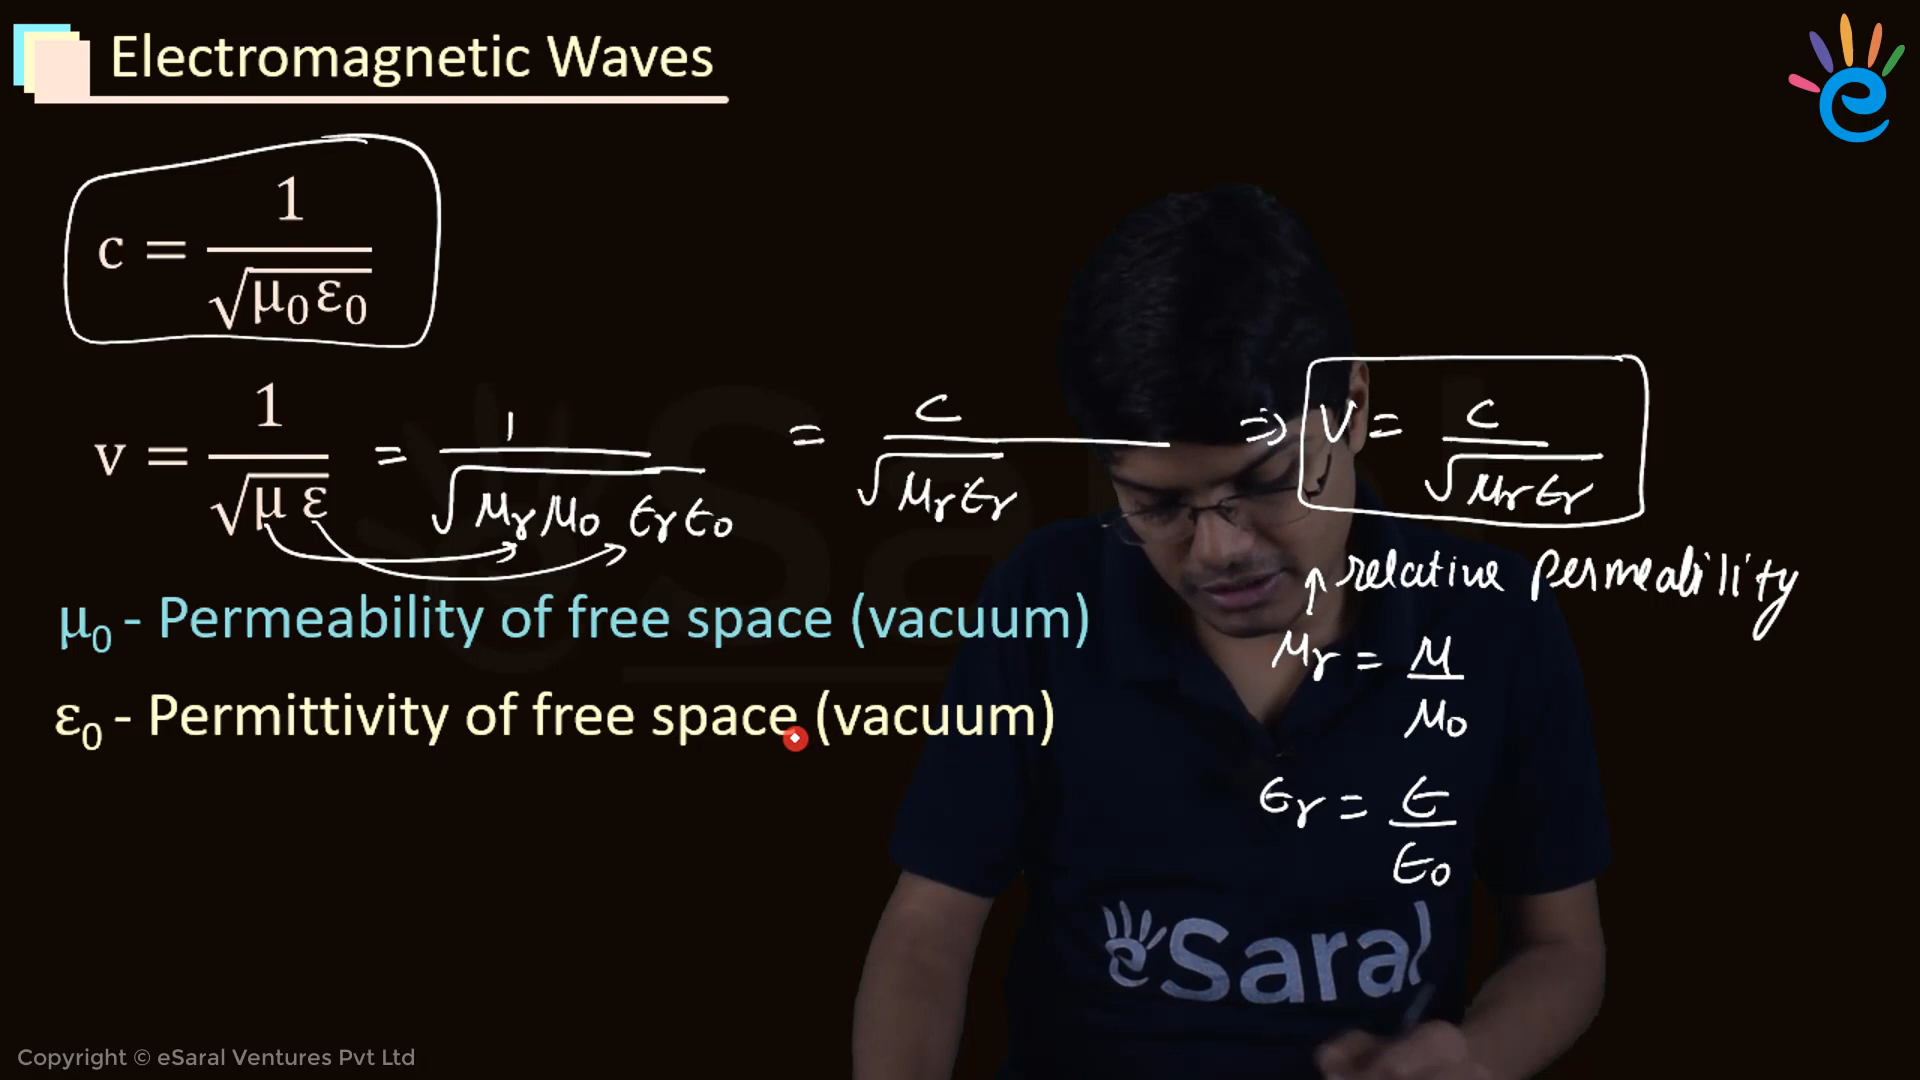 Electromagnetic Waves
c = 1/√(μ₀ε₀)
v = 1/√(μ ε) = 1/√(μᵣμ₀ εᵣε₀) = c/√(μᵣεᵣ) ⇒ v = c/√(μᵣεᵣ)
↑ relative permeability
μ₀ - Permeability of free space (vacuum)
μᵣ = μ/μ₀
ε₀ - Permittivity of free space (vacuum)
εᵣ = ε/ε₀
eSaral
Copyright © eSaral Ventures Pvt Ltd